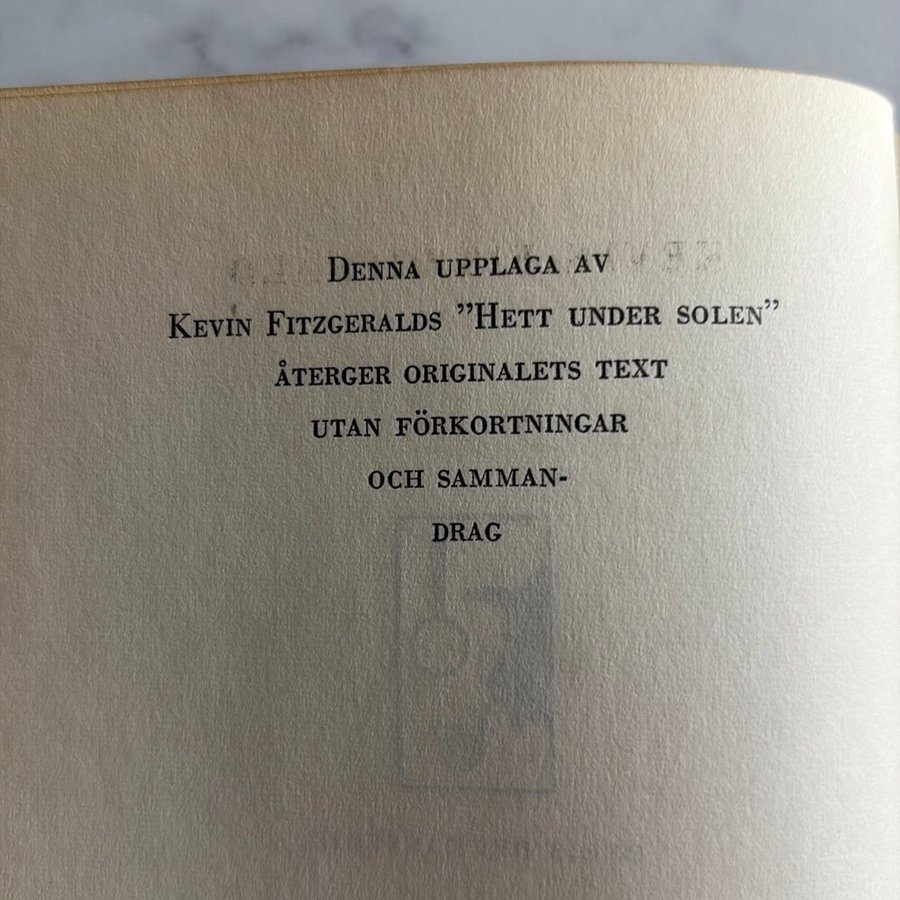 DENNA UPPLAGA AV
KEVIN FITZGERALDS ”HETT UNDER SOLEN”
ÅTERGER ORIGINALETS TEXT
UTAN FÖRKORTNINGAR
OCH SAMMAN-
DRAG